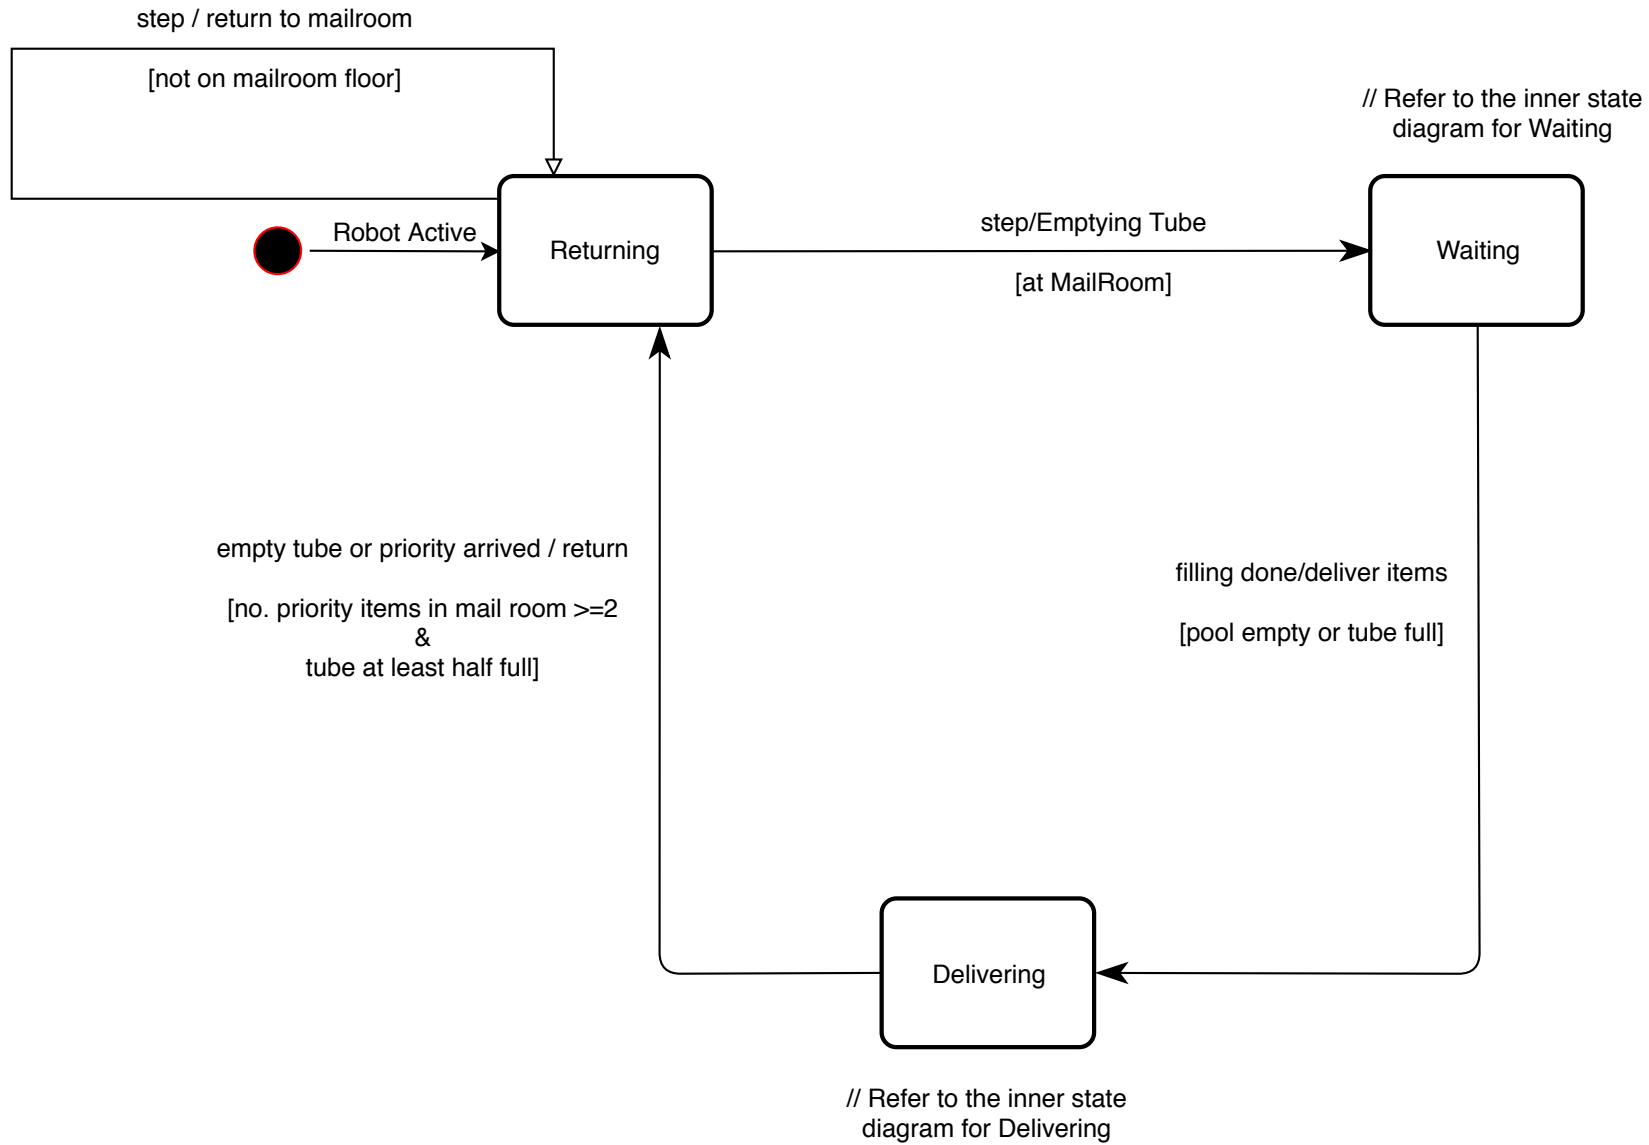 step / return to mailroom
[not on mailroom floor]
// Refer to the inner state
diagram for Waiting
Robot Active
Returning
step/Emptying Tube
[at MailRoom]
Waiting
empty tube or priority arrived / return
[no. priority items in mail room >=2
&
tube at least half full]
filling done/deliver items
[pool empty or tube full]
Delivering
// Refer to the inner state
diagram for Delivering